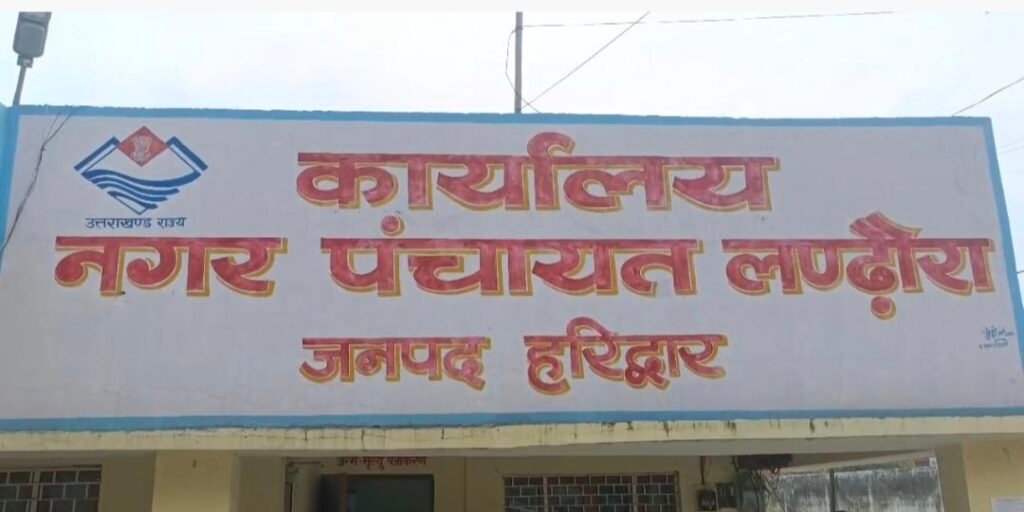 कार्यालय
उत्तराखण्ड राज्य
नगर पंचायत लण्ढ़ौरा
जनपद हरिद्वार
जन्म-मृत्यु पंजीकरण